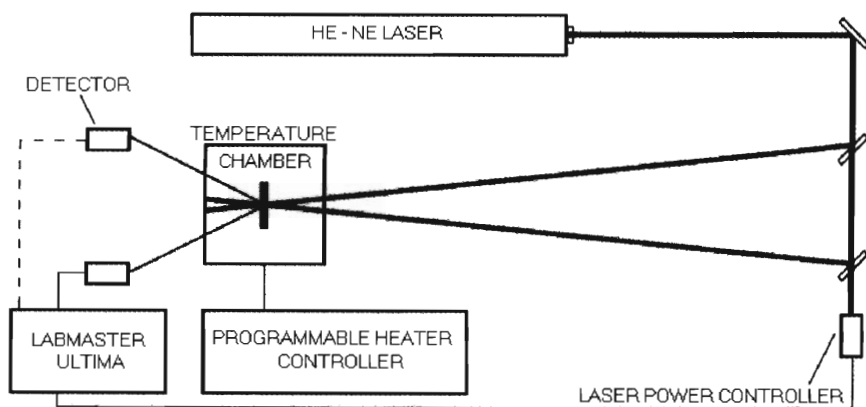 HE - NE LASER
DETECTOR
TEMPERATURE
CHAMBER
LABMASTER
ULTIMA
PROGRAMMABLE HEATER
CONTROLLER
LASER POWER CONTROLLER